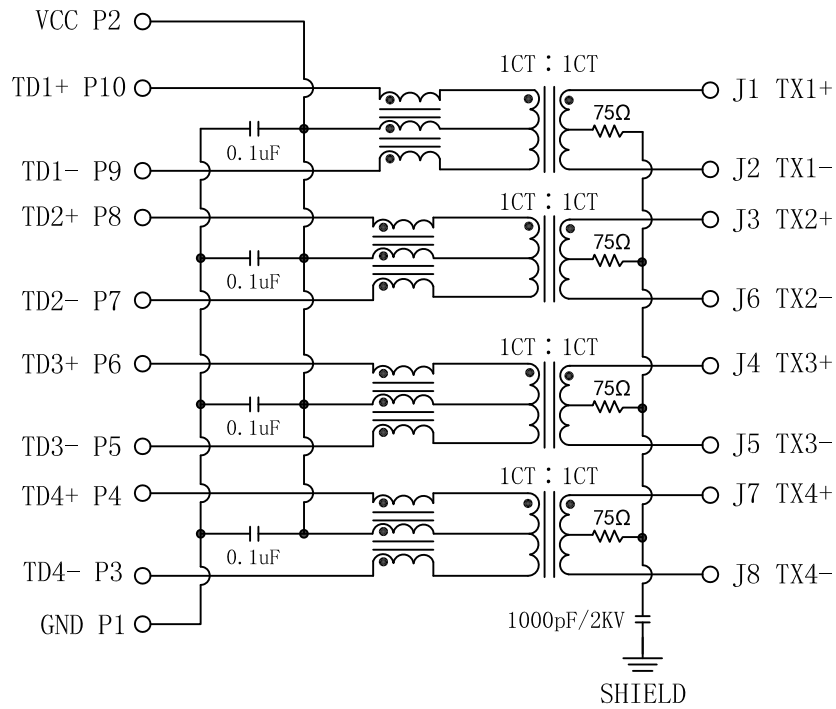 VCC P2
1CT：1CT
TD1+ P10
J1 TX1+
75Ω
0.1uF
TD1- P9
J2 TX1-
1CT：1CT
TD2+ P8
J3 TX2+
75Ω
0.1uF
TD2- P7
J6 TX2-
1CT：1CT
TD3+ P6
J4 TX3+
75Ω
0.1uF
TD3- P5
J5 TX3-
1CT：1CT
TD4+ P4
J7 TX4+
75Ω
0.1uF
TD4- P3
J8 TX4-
GND P1
1000pF/2KV
SHIELD